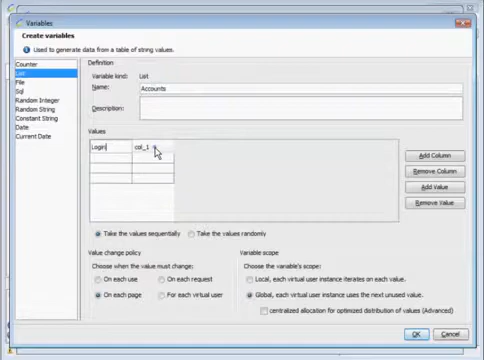 Variables
Create variables
Used to generate data from a table of string values.
Counter
List
File
Sql
Random Integer
Random String
Constant String
Date
Current Date
Definition
Variable kind: List
Name: Accounts
Description:
Values
Login col_1
Add Column
Remove Column
Add Value
Remove Value
Take the values sequentially Take the values randomly
Value change policy
Choose when the value must change:
On each use On each request
On each page For each virtual user
Variable scope
Choose the variable's scope:
Local, each virtual user instance iterates on each value.
Global, each virtual user instance uses the next unused value.
centralized allocation for optimized distribution of values (Advanced)
OK Cancel